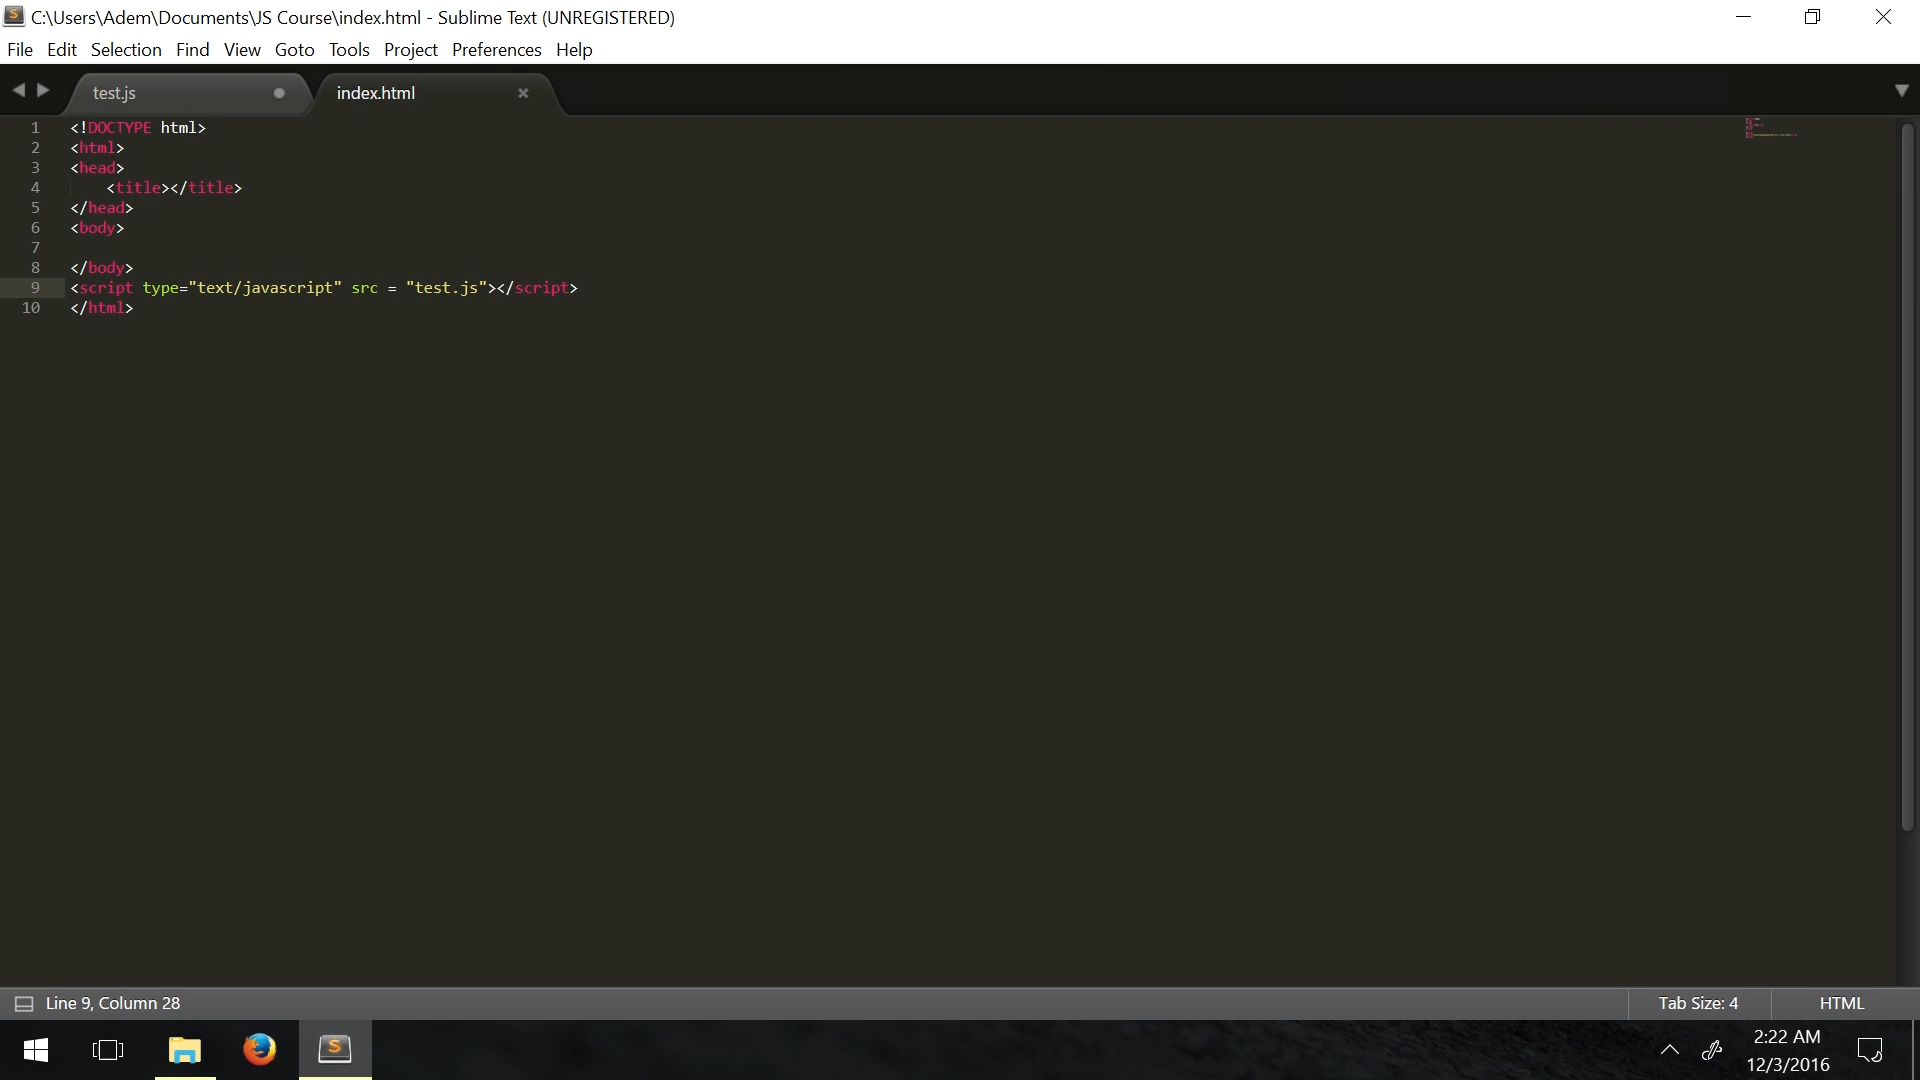 C:\Users\Adem\Documents\JS Course\index.html - Sublime Text (UNREGISTERED)
File Edit Selection Find View Goto Tools Project Preferences Help
test.js index.html
1 <!DOCTYPE html>
2 <html>
3 <head>
4 <title></title>
5 </head>
6 <body>
7
8 </body>
9 <script type="text/javascript" src = "test.js"></script>
10 </html>
Line 9, Column 28 Tab Size: 4 HTML
2:22 AM
12/3/2016